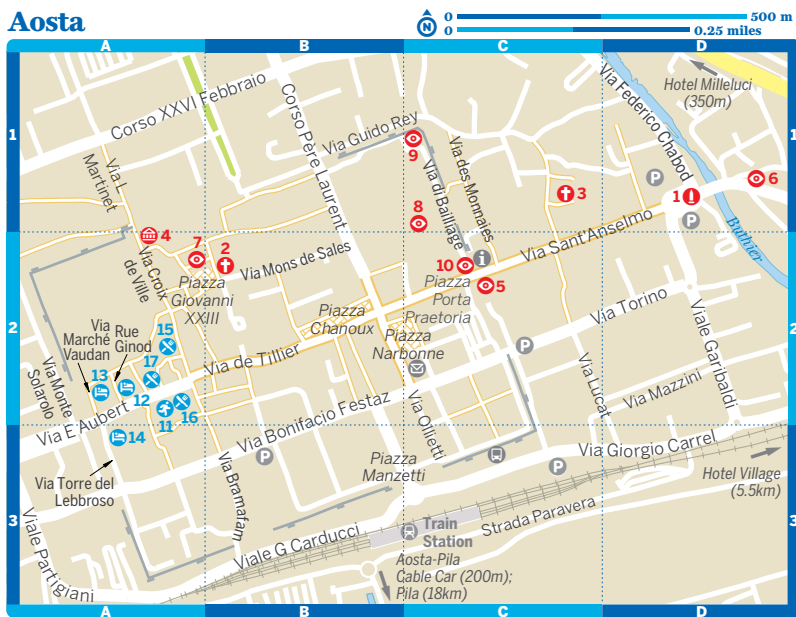 Aosta
N
0
500 m
0
0.25 miles
A
B
C
D
1
1
2
2
3
3
A
B
C
D
Corso XXVI Febbraio
Corso Père Laurent
Via Guido Rey
Via Federico Chabod
Hotel Milleluci
(350m)
Via L
Martinet
Via di Bailliage
Via des Monnaies
9
3
P
1
6
P
8
Via Sant'Anselmo
Buthier
4
7
2
Via Croix
de Ville
Via Mons de Sales
Piazza
Giovanni
XXIII
10
i
5
Piazza
Porta
Praetoria
Via
Marché
Vaudan
Rue
Ginod
15
Piazza
Chanoux
Piazza
Narbonne
Via Torino
Viale Garibaldi
P
17
Via de Tillier
13
12
11
16
Via Monte
Solarolo
Via E Aubert
14
Via Bonifacio Festaz
Via Ollietti
Via Lucat
Via Mazzini
Via Giorgio Carrel
P
P
Via Torre del
Lebbroso
Via Bramafam
Piazza
Manzetti
Hotel Village
(5.5km)
Viale Partigiani
Viale G Carducci
Train
Station
Strada Paravera
Aosta-Pila
Cable Car (200m);
Pila (18km)